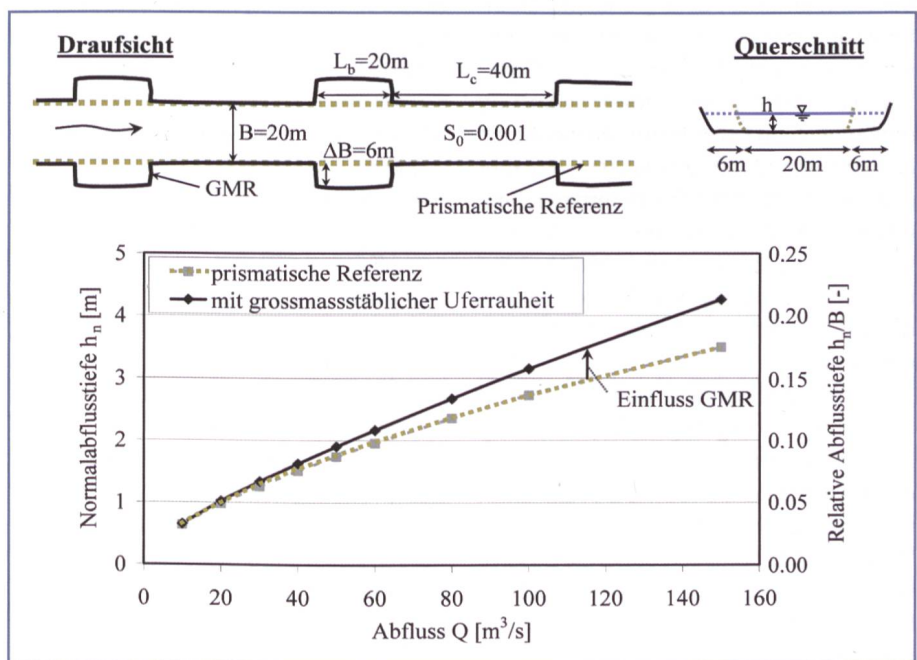 Draufsicht
Querschnitt
L_b=20m
L_c=40m
B=20m
S_0=0.001
ΔB=6m
GMR
Prismatische Referenz
h
6m 20m 6m
prismatische Referenz
mit grossmassstäblicher Uferrauheit
Einfluss GMR
Normalabflusstiefe h_n [m]
5
4
3
2
1
0
Relative Abflusstiefe h_n/B [-]
0.25
0.20
0.15
0.10
0.05
0.00
0 20 40 60 80 100 120 140 160
Abfluss Q [m³/s]